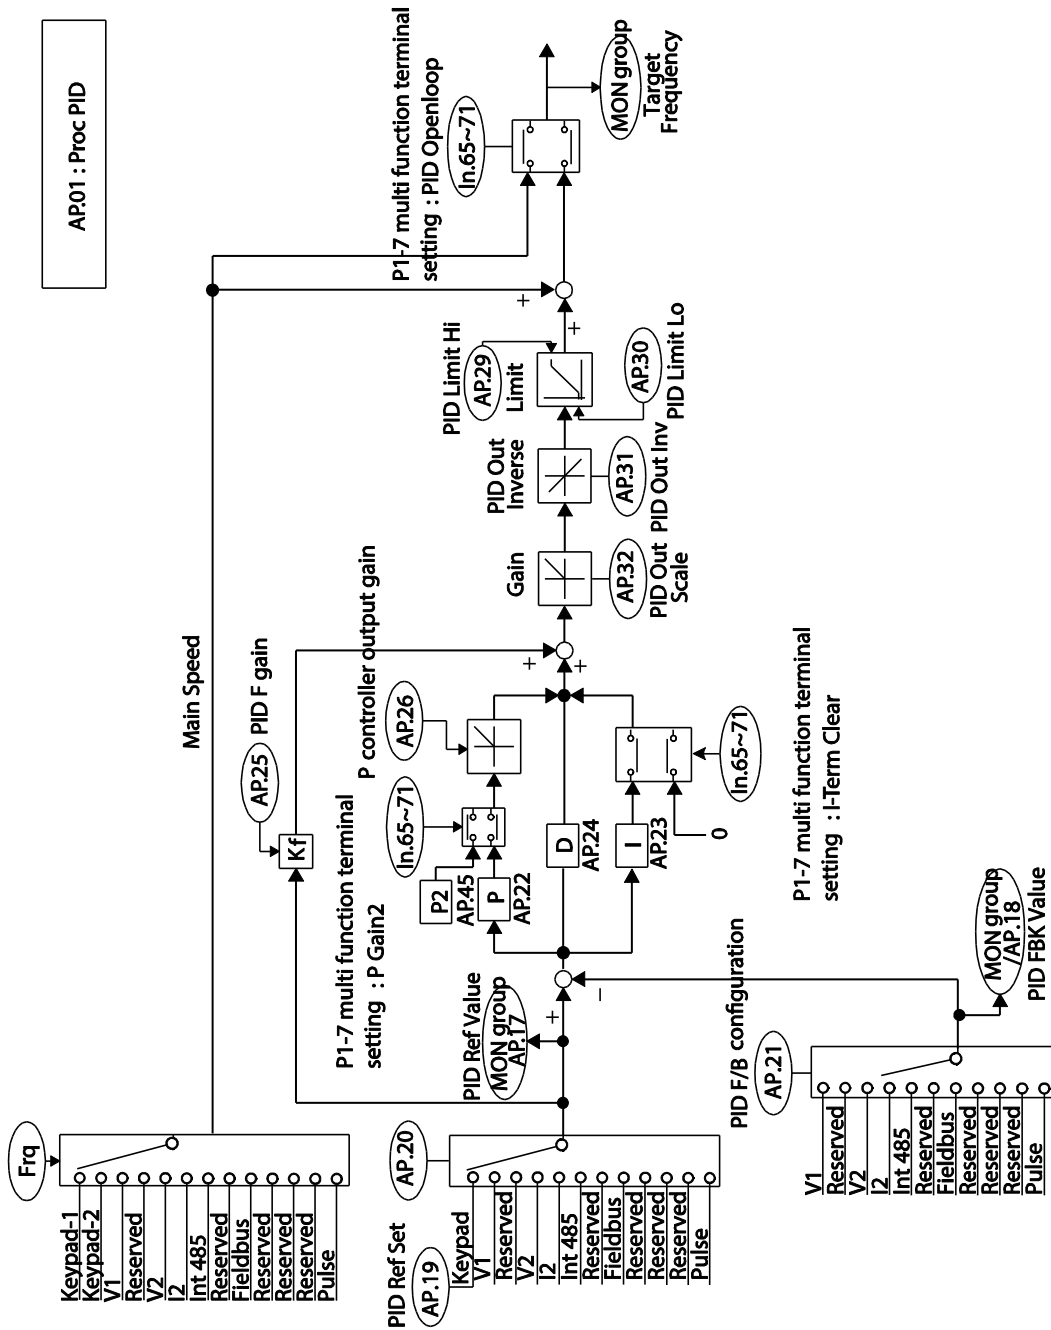 AP.01 : Proc PID
Frq
Keypad-1
Keypad-2
V1
Reserved
V2
I2
Int 485
Reserved
Fieldbus
Reserved
Reserved
Reserved
Pulse
Main Speed
AP.25
PID F gain
Kf
PID Ref Set
AP.19
AP.20
Keypad
V1
Reserved
V2
I2
Int 485
Reserved
Fieldbus
Reserved
Reserved
Reserved
Pulse
PID Ref Value
MON group
AP.17
+
−
P1-7 multi function terminal
setting : P Gain2
In.65~71
P2
AP.45
P
AP.22
P controller output gain
AP.26
D
AP.24
I
AP.23
0
In.65~71
P1-7 multi function terminal
setting : I-Term Clear
+
+
Gain
AP.32
PID Out
Scale
PID Out
Inverse
AP.31
PID Out Inv
PID Limit Hi
AP.29
Limit
AP.30
PID Limit Lo
+
+
P1-7 multi function terminal
setting : PID Openloop
In.65~71
MON group
Target
Frequency
PID F/B configuration
AP.21
V1
Reserved
V2
I2
Int 485
Reserved
Fieldbus
Reserved
Reserved
Reserved
Pulse
MON group
/AP.18
PID FBK Value